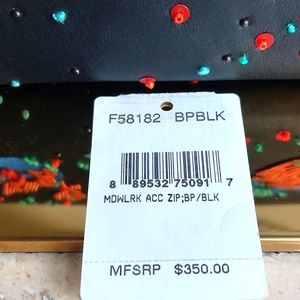 F58182 BPBLK
8 89532 75091 7
MDWLRK ACC ZIP;BP/BLK
MFSRP $350.00